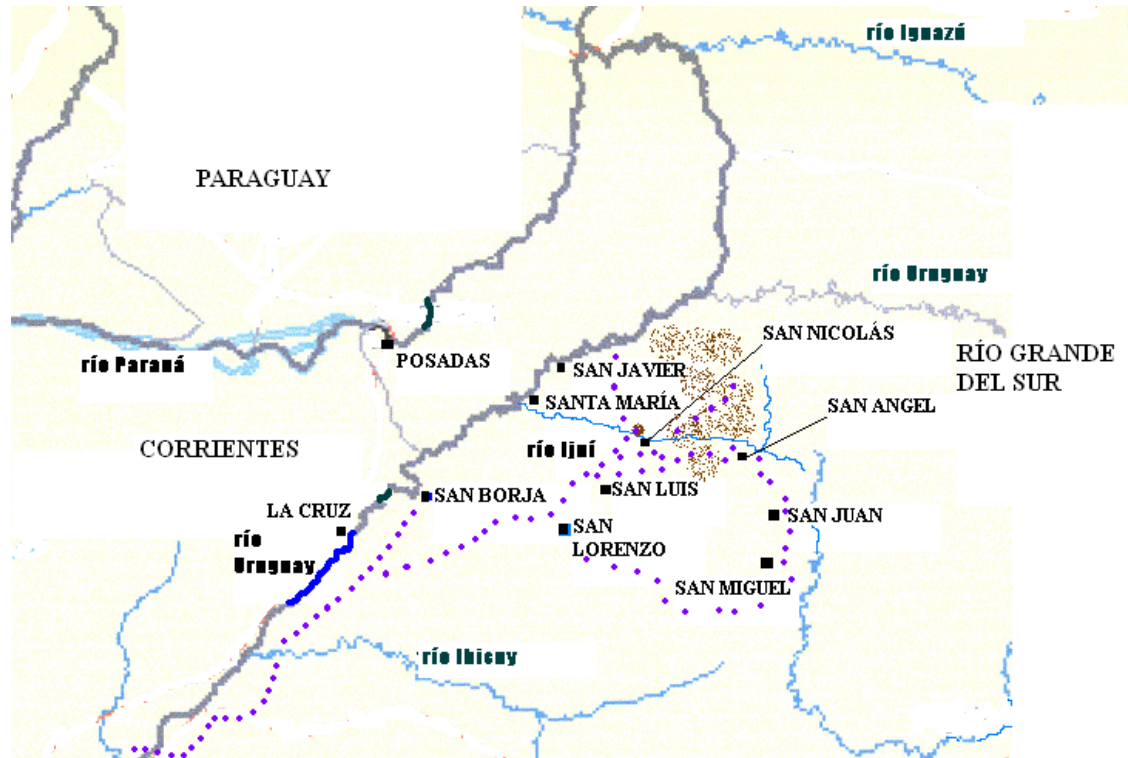 río Iguazú
PARAGUAY
río Uruguay
SAN NICOLÁS
RÍO GRANDE
DEL SUR
POSADAS
río Paraná
SAN JAVIER
SANTA MARÍA
SAN ANGEL
CORRIENTES
río Ijuí
SAN LUIS
SAN BORJA
LA CRUZ
SAN JUAN
SAN
LORENZO
río
Uruguay
SAN MIGUEL
río Ibicuy